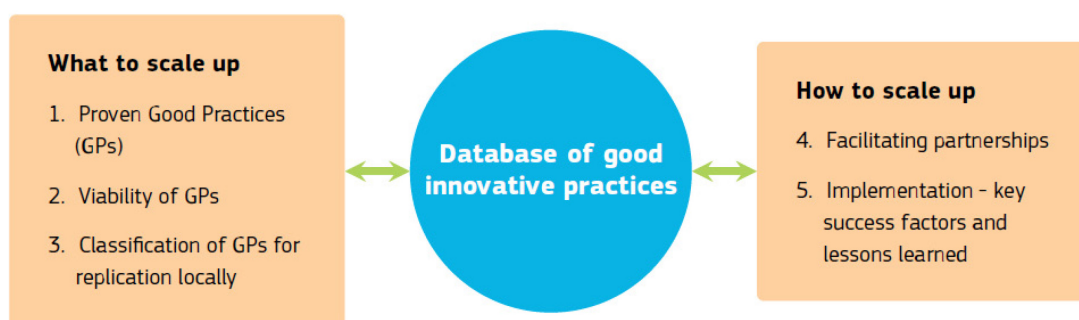 What to scale up
1. Proven Good Practices
(GPs)
2. Viability of GPs
3. Classification of GPs for
replication locally
Database of good
innovative practices
How to scale up
4. Facilitating partnerships
5. Implementation - key
success factors and
lessons learned